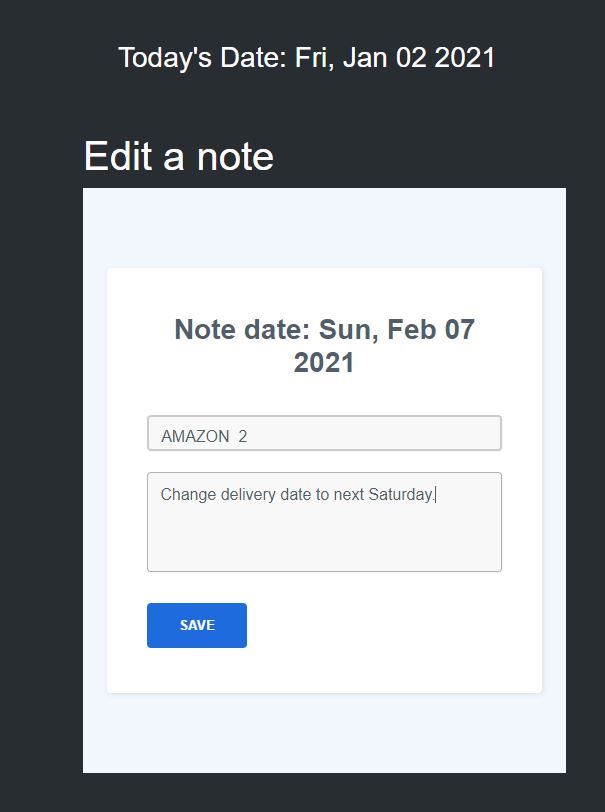 Today's Date: Fri, Jan 02 2021
Edit a note
Note date: Sun, Feb 07
2021
AMAZON  2
Change delivery date to next Saturday.
SAVE